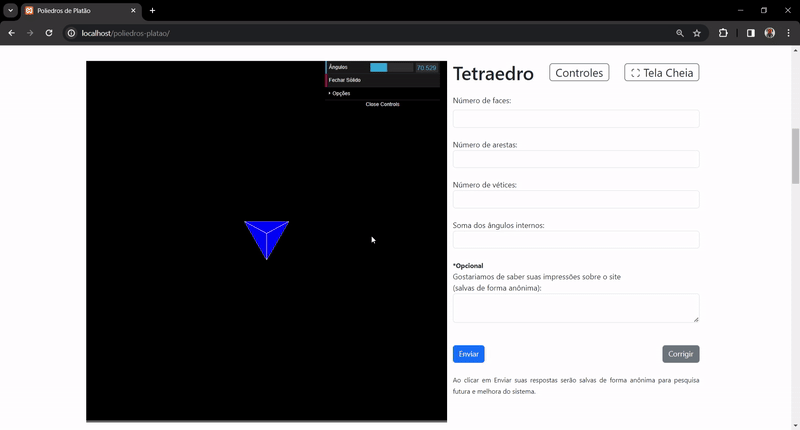 Poliedros de Platão
localhost/poliedros-platao/
Ângulos 70.529
Fechar Sólido
Opções
Close Controls
Tetraedro
Controles
Tela Cheia
Número de faces:
Número de arestas:
Número de vétices:
Soma dos ângulos internos:
*Opcional
Gostariamos de saber suas impressões sobre o site
(salvas de forma anônima):
Enviar
Corrigir
Ao clicar em Enviar suas respostas serão salvas de forma anônima para pesquisa
futura e melhora do sistema.